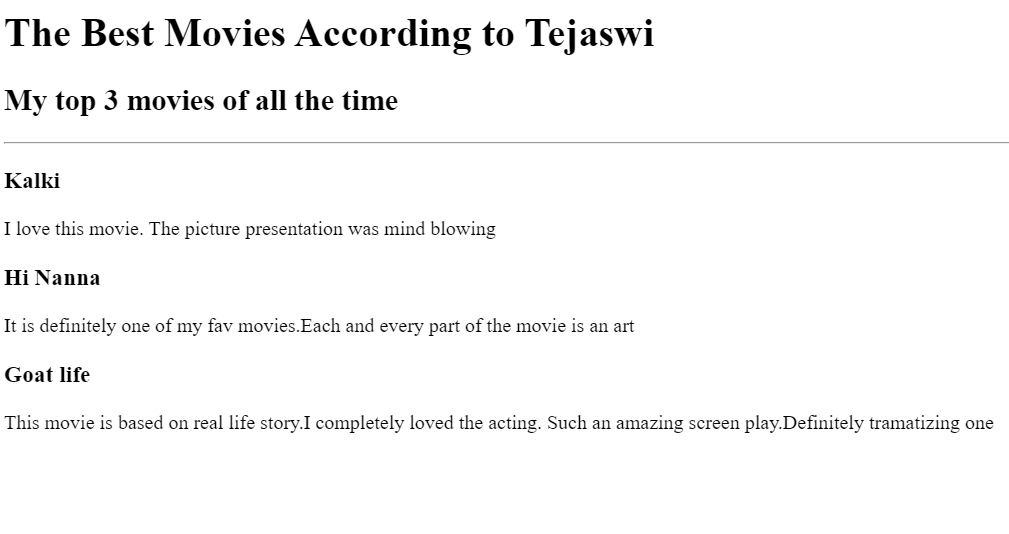 The Best Movies According to Tejaswi
My top 3 movies of all the time
Kalki
I love this movie. The picture presentation was mind blowing
Hi Nanna
It is definitely one of my fav movies.Each and every part of the movie is an art
Goat life
This movie is based on real life story.I completely loved the acting. Such an amazing screen play.Definitely tramatizing one